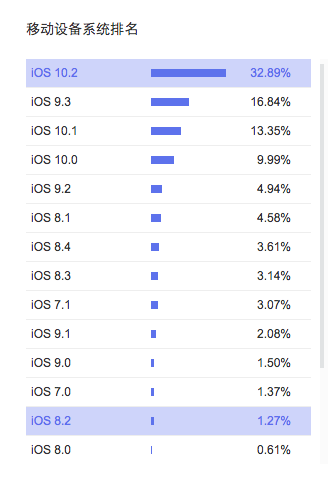 移动设备系统排名
iOS 10.2 32.89%
iOS 9.3 16.84%
iOS 10.1 13.35%
iOS 10.0 9.99%
iOS 9.2 4.94%
iOS 8.1 4.58%
iOS 8.4 3.61%
iOS 8.3 3.14%
iOS 7.1 3.07%
iOS 9.1 2.08%
iOS 9.0 1.50%
iOS 7.0 1.37%
iOS 8.2 1.27%
iOS 8.0 0.61%